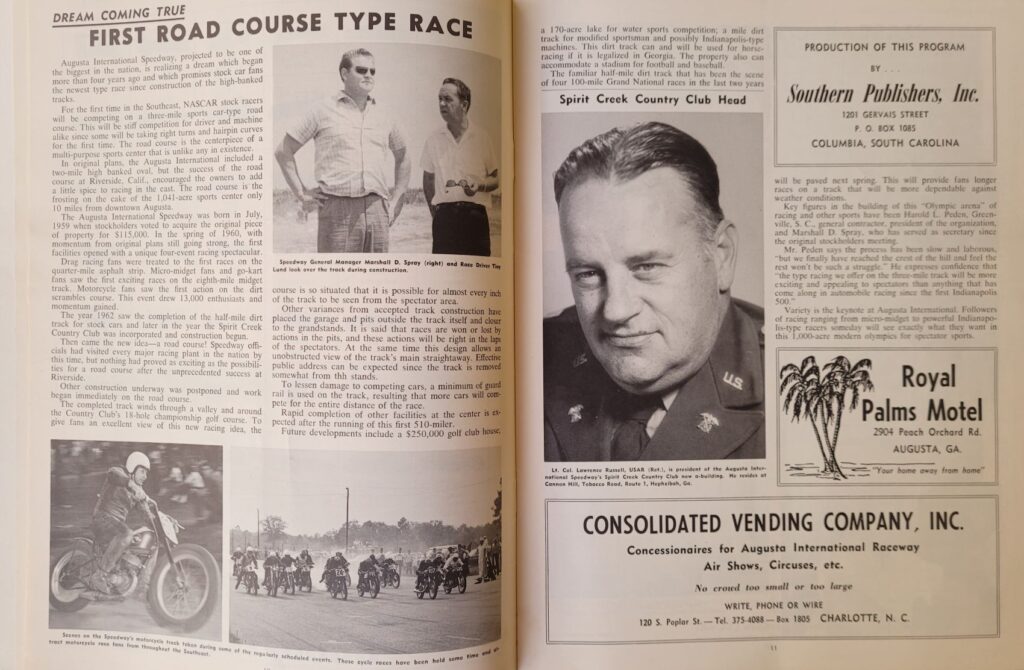 DREAM COMING TRUE
FIRST ROAD COURSE TYPE RACE
Augusta International Speedway, projected to be one of
the biggest in the nation, is realizing a dream which began
more than four years ago and which promises stock car fans
the newest type race since construction of the high-banked
tracks.
For the first time in the Southeast, NASCAR stock racers
will be competing on a three-mile sports car-type road
course. This will be stiff competition for driver and machine
alike since some will be taking right turns and hairpin curves
for the first time. The road course is the centerpiece of a
multi-purpose sports center that is unlike any in existence.
In original plans, the Augusta International included a
two-mile high banked oval, but the success of the road
course at Riverside, Calif., encouraged the owners to add
a little spice to racing in the east. The road course is the
frosting on the cake of the 1,041-acre sports center only
10 miles from downtown Augusta.
The Augusta International Speedway was born in July,
1959 when stockholders voted to acquire the original piece
of property for $115,000. In the spring of 1960, with
momentum from original plans still going strong, the first
facilities opened with a unique four-event racing spectacular.
Drag racing fans were treated to the first races on the
quarter-mile asphalt strip. Micro-midget fans and go-kart
fans saw the first exciting races on the eighth-mile midget
track. Motorcycle fans saw the first action on the dirt
scrambles course. This event drew 13,000 enthusiasts and
momentum gained.
The year 1962 saw the completion of the half-mile dirt
track for stock cars and later in the year the Spirit Creek
Country Club was incorporated and construction begun.
Then came the new idea—a road course! Speedway offi-
cials had visited every major racing plant in the nation by
this time, but nothing had proved as exciting as the possibili-
ties for a road course after the unprecedented success at
Riverside.
Other construction underway was postponed and work
began immediately on the road course.
The completed track winds through a valley and around
the Country Club's 18-hole championship golf course. To
give fans an excellent view of this new racing idea, the
Speedway General Manager Marshall D. Spray (right) and Race Driver Tiny
Lund look over the track during construction.
course is so situated that it is possible for almost every inch
of the track to be seen from the spectator area.
Other variances from accepted track construction have
placed the garage and pits outside the track itself and closer
to the grandstands. It is said that races are won or lost by
actions in the pits, and these actions will be right in the laps
of the spectators. At the same time this design allows an
unobstructed view of the track's main straightaway. Effective
public address can be expected since the track is removed
somewhat from thh stands.
To lessen damage to competing cars, a minimum of guard
rail is used on the track, resulting that more cars will com-
pete for the entire distance of the race.
Rapid completion of other facilities at the center is ex-
pected after the running of this first 510-miler.
Future developments include a $250,000 golf club house,
Scenes on the Speedway's motorcycle track taken during some of the regularly scheduled events. These cycle races have been held some time and at-
tract motorcycle race fans from throughout the Southeast.
a 170-acre lake for water sports competition; a mile dirt
track for modified sportsman and possibly Indianapolis-type
machines. This dirt track can and will be used for horse-
racing if it is legalized in Georgia. The property also can
accommodate a stadium for football and baseball.
The familiar half-mile dirt track that has been the scene
of four 100-mile Grand National races in the last two years
Spirit Creek Country Club Head
U.S.
Lt. Col. Lawrence Russell, USAR (Ret.), is president of the Augusta Inter-
national Speedway's Spirit Creek Country Club now a-building. He resides at
Cannon Hill, Tobacco Road, Route 1, Hephzibah, Ga.
PRODUCTION OF THIS PROGRAM
BY . . .
Southern Publishers, Inc.
1201 GERVAIS STREET
P. O. BOX 1085
COLUMBIA, SOUTH CAROLINA
will be paved next spring. This will provide fans longer
races on a track that will be more dependable against
weather conditions.
Key figures in the building of this "Olympic arena" of
racing and other sports have been Harold L. Peden, Green-
ville, S. C., general contractor, president of the organization,
and Marshall D. Spray, who has served as secretary since
the original stockholders meeting.
Mr. Peden says the process has been slow and laborous,
"but we finally have reached the crest of the hill and feel the
rest won't be such a struggle." He expresses confidence that
"the type racing we offer on the three-mile track will be more
exciting and appealing to spectators than anything that has
come along in automobile racing since the first Indianapolis
500."
Variety is the keynote at Augusta International. Followers
of racing ranging from micro-midget to powerful Indianapo-
lis-type racers someday will see exactly what they want in
this 1,000-acre modern olympics for spectator sports.
Royal
Palms Motel
2904 Peach Orchard Rd.
AUGUSTA, GA.
"Your home away from home"
CONSOLIDATED VENDING COMPANY, INC.
Concessionaires for Augusta International Raceway
Air Shows, Circuses, etc.
No crowd too small or too large
WRITE, PHONE OR WIRE
120 S. Poplar St. — Tel. 375-4088 — Box 1805 CHARLOTTE, N. C.
11